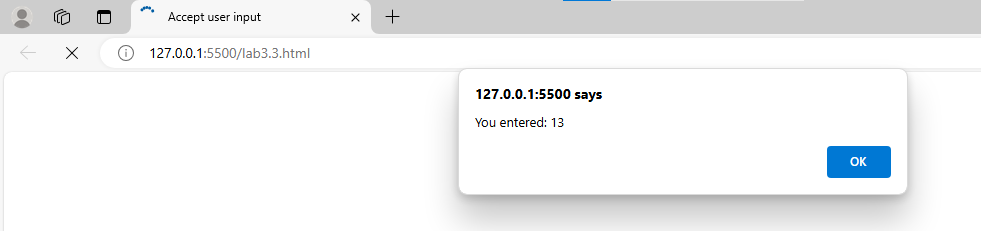 Accept user input
127.0.0.1:5500/lab3.3.html
127.0.0.1:5500 says
You entered: 13
OK